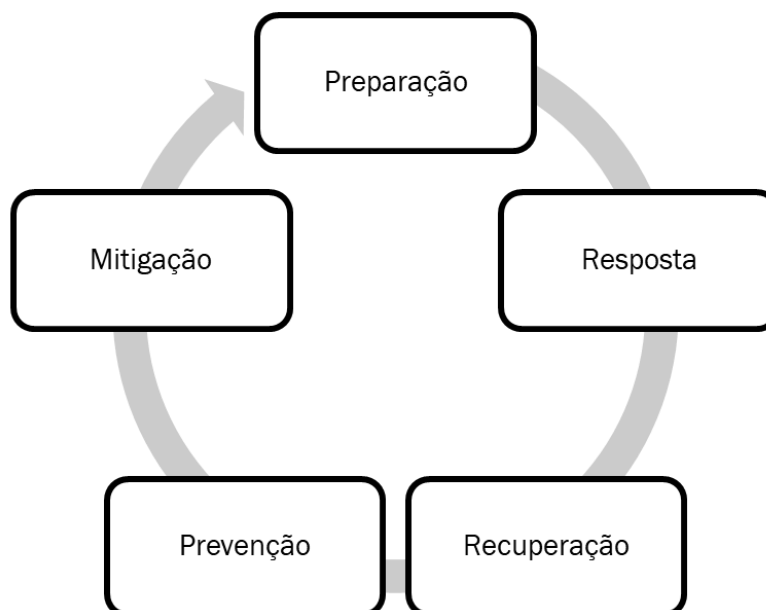 Preparação
Resposta
Recuperação
Prevenção
Mitigação